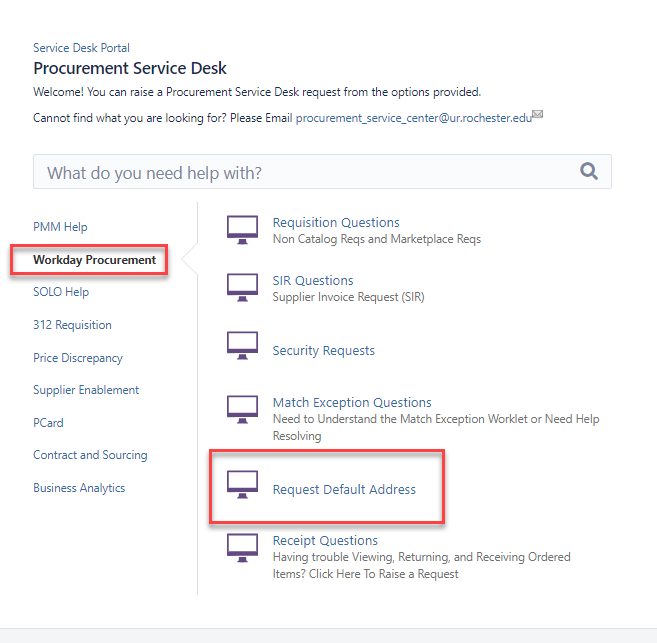 Service Desk Portal
Procurement Service Desk
Welcome! You can raise a Procurement Service Desk request from the options provided.
Cannot find what you are looking for? Please Email procurement_service_center@ur.rochester.edu
What do you need help with?
PMM Help
Workday Procurement
SOLO Help
312 Requisition
Price Discrepancy
Supplier Enablement
PCard
Contract and Sourcing
Business Analytics
Requisition Questions
Non Catalog Reqs and Marketplace Reqs
SIR Questions
Supplier Invoice Request (SIR)
Security Requests
Match Exception Questions
Need to Understand the Match Exception Worklet or Need Help
Resolving
Request Default Address
Receipt Questions
Having trouble Viewing, Returning, and Receiving Ordered
Items? Click Here To Raise a Request